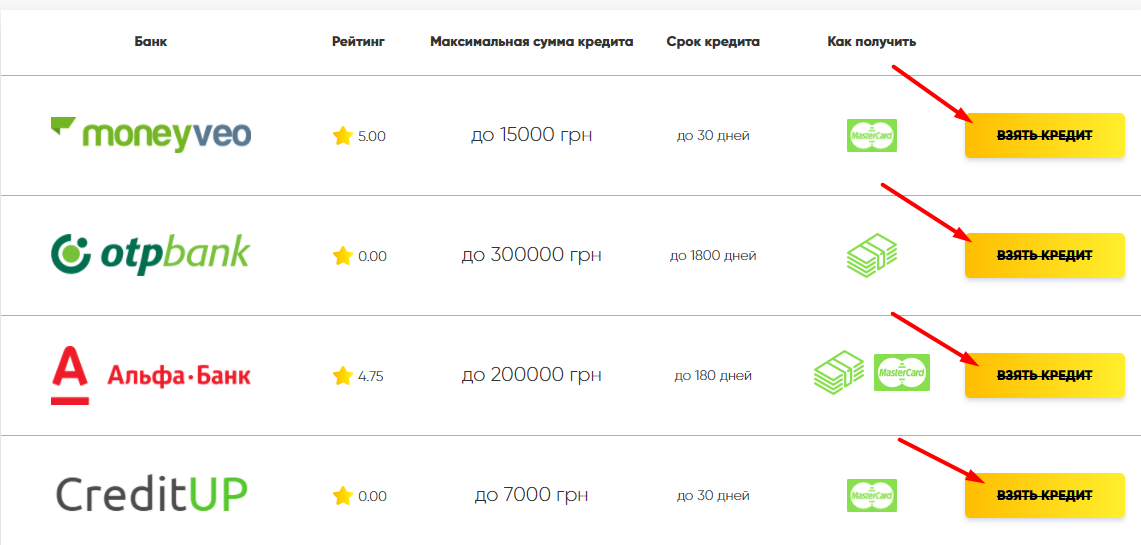 Банк Рейтинг Максимальная сумма кредита Срок кредита Как получить
moneyveo 5.00 до 15000 грн до 30 дней MasterCard ВЗЯТЬ КРЕДИТ
otpbank 0.00 до 300000 грн до 1800 дней ВЗЯТЬ КРЕДИТ
А Альфа·Банк 4.75 до 200000 грн до 180 дней MasterCard ВЗЯТЬ КРЕДИТ
CreditUP 0.00 до 7000 грн до 30 дней MasterCard ВЗЯТЬ КРЕДИТ